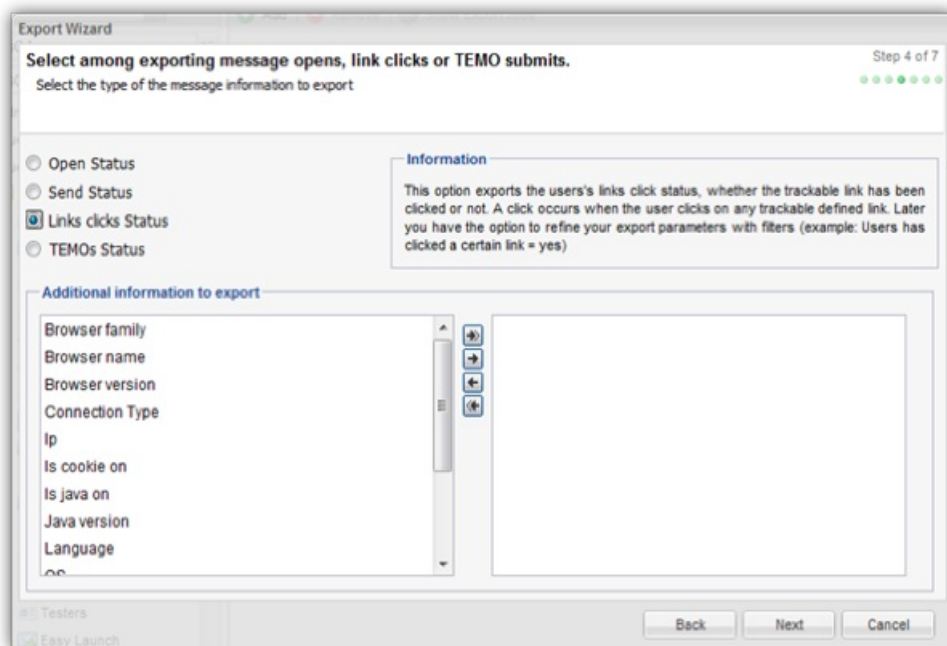 Add
Export Wizard
Select among exporting message opens, link clicks or TEMO submits.
Step 4 of 7
Select the type of the message information to export
Open Status
Send Status
Links clicks Status
TEMOs Status
Information
This option exports the users's links click status, whether the trackable link has been
clicked or not. A click occurs when the user clicks on any trackable defined link. Later
you have the option to refine your export parameters with filters (example: Users has
clicked a certain link = yes)
Additional information to export
Browser family
Browser name
Browser version
Connection Type
Ip
Is cookie on
Is java on
Java version
Language
OS
Testers
Easy Launch
Back
Next
Cancel